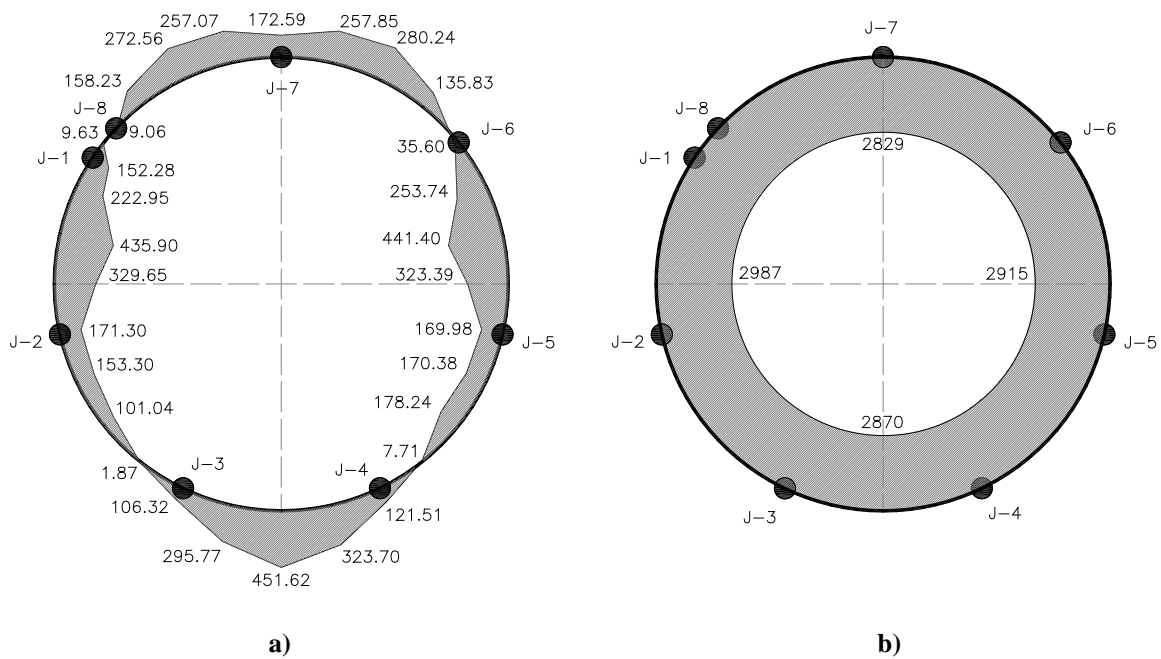 257.07 172.59 257.85
272.56 280.24
158.23 135.83
J-7
J-8
9.63 9.06
J-6
35.60
J-1
152.28
222.95 253.74
435.90 441.40
329.65 323.39
171.30 169.98
J-2 J-5
153.30 170.38
101.04 178.24
7.71
1.87 J-3 J-4
106.32 121.51
295.77 323.70
451.62
a)
J-7
J-8
J-6
2829
J-1
2987 2915
J-2 J-5
2870
J-3 J-4
b)